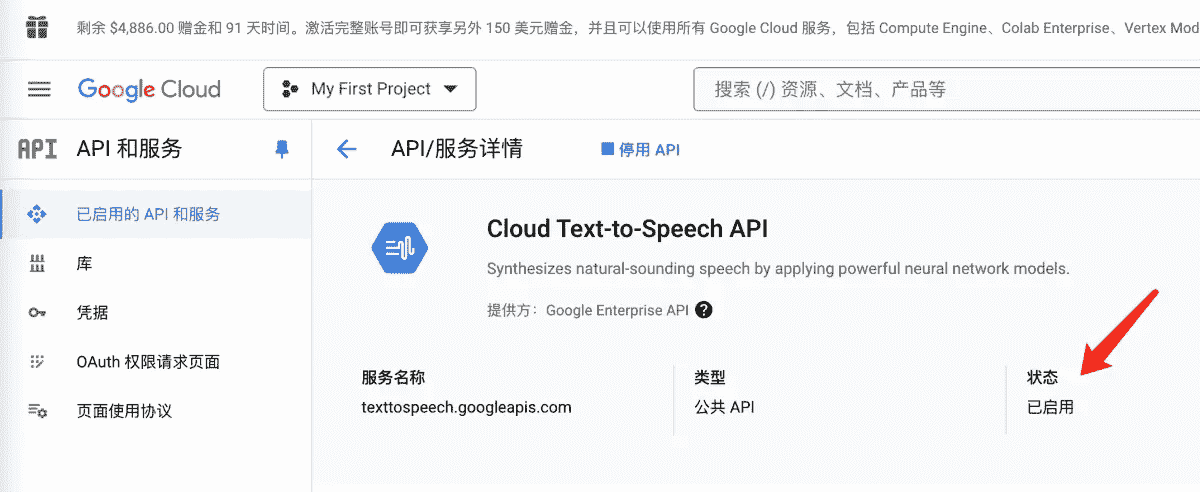 剩余 $4,886.00 赠金和 91 天时间。激活完整账号即可获享另外 150 美元赠金，并且可以使用所有 Google Cloud 服务，包括 Compute Engine、Colab Enterprise、Vertex Mod
Google Cloud
My First Project
搜索 (/) 资源、文档、产品等
API
API 和服务
API/服务详情
停用 API
已启用的 API 和服务
库
凭据
OAuth 权限请求页面
页面使用协议
Cloud Text-to-Speech API
Synthesizes natural-sounding speech by applying powerful neural network models.
提供方：Google Enterprise API ?
服务名称
texttospeech.googleapis.com
类型
公共 API
状态
已启用